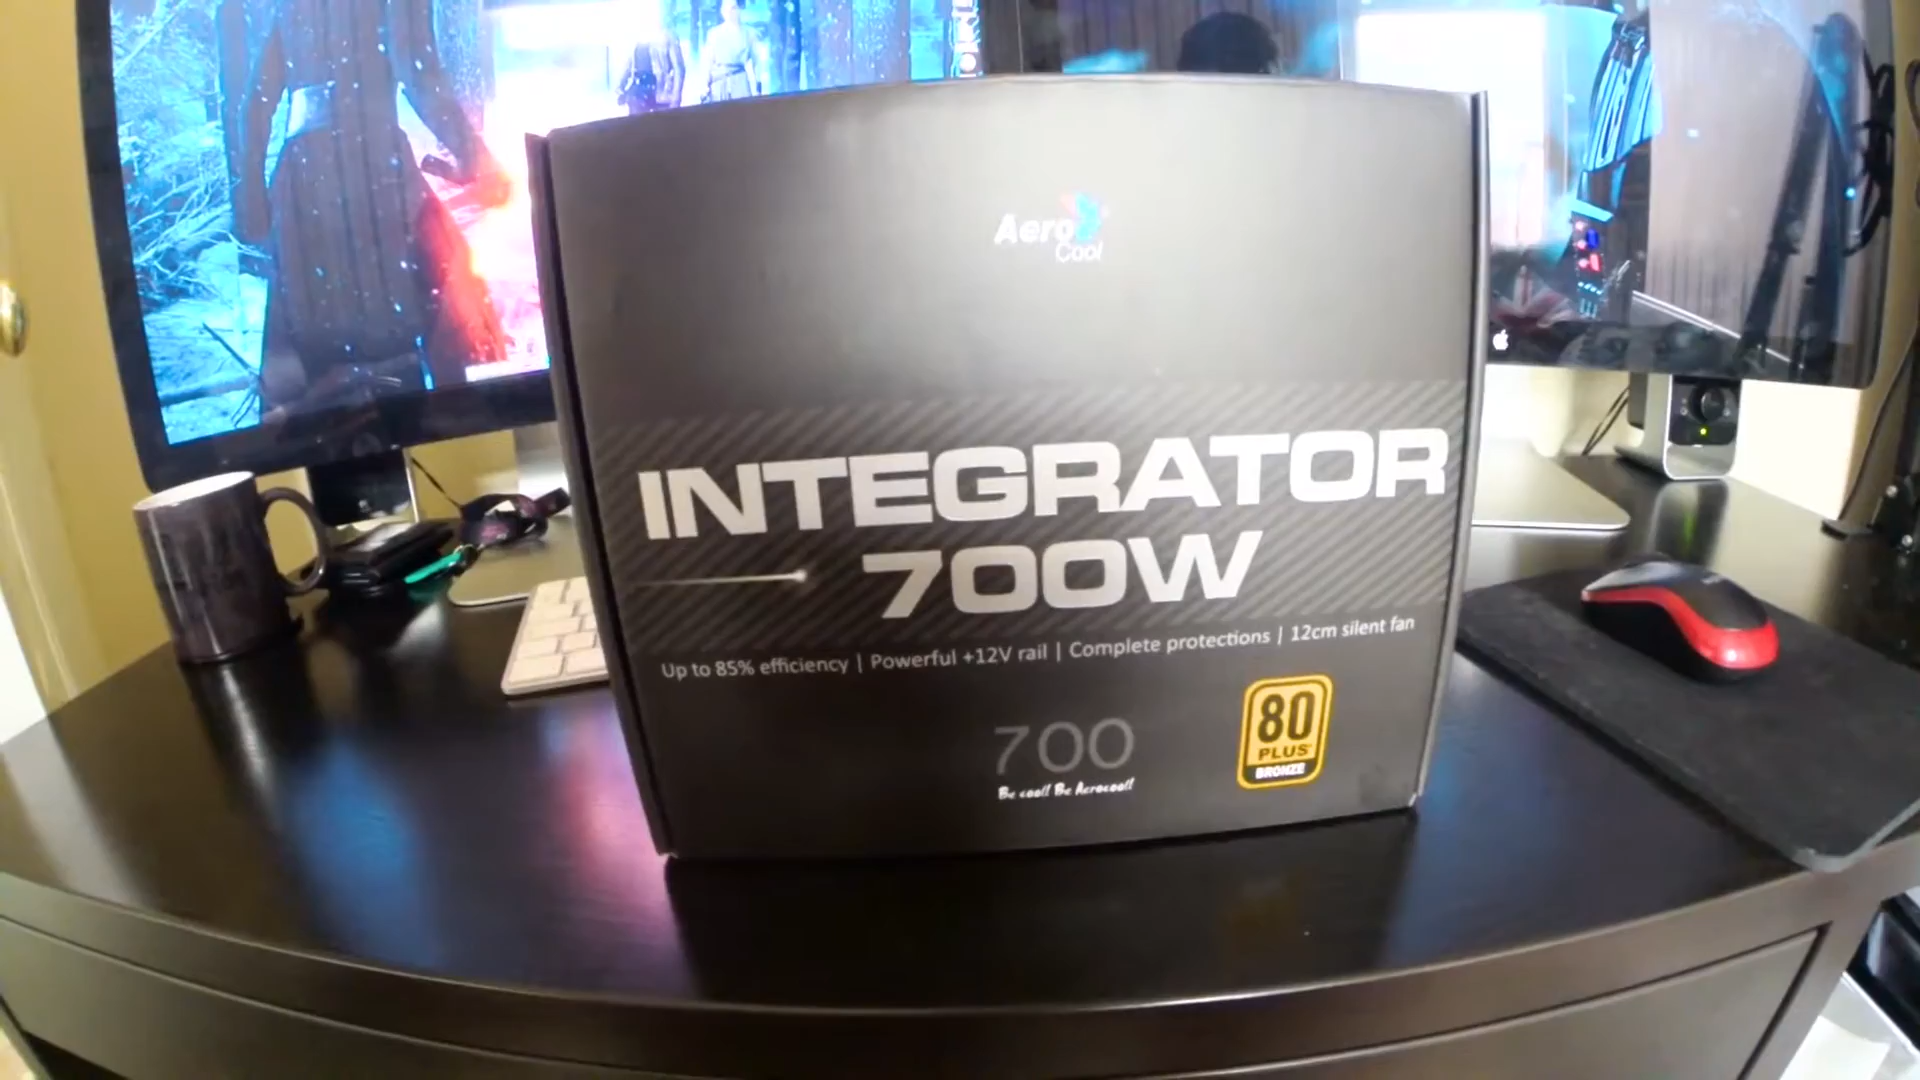 Aero
Cool
INTEGRATOR
700W
Up to 85% efficiency | Powerful +12V rail | Complete protections | 12cm silent fan
700
Be cool! Be Aerocool!
80
PLUS
BRONZE